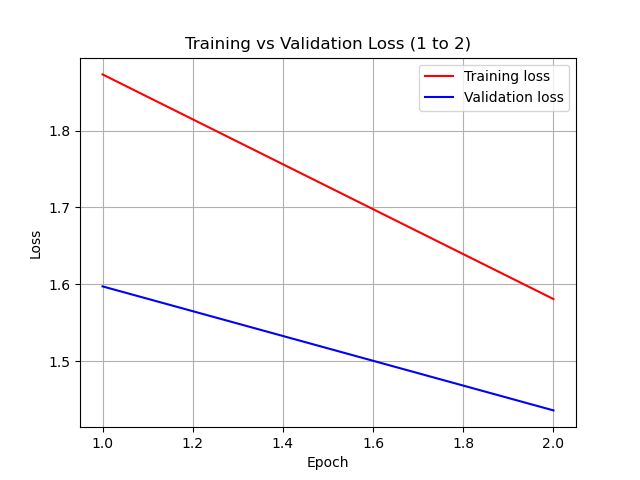 Training vs Validation Loss (1 to 2)
Training loss
Validation loss
1.8
1.7
1.6
1.5
Loss
1.0
1.2
1.4
1.6
1.8
2.0
Epoch